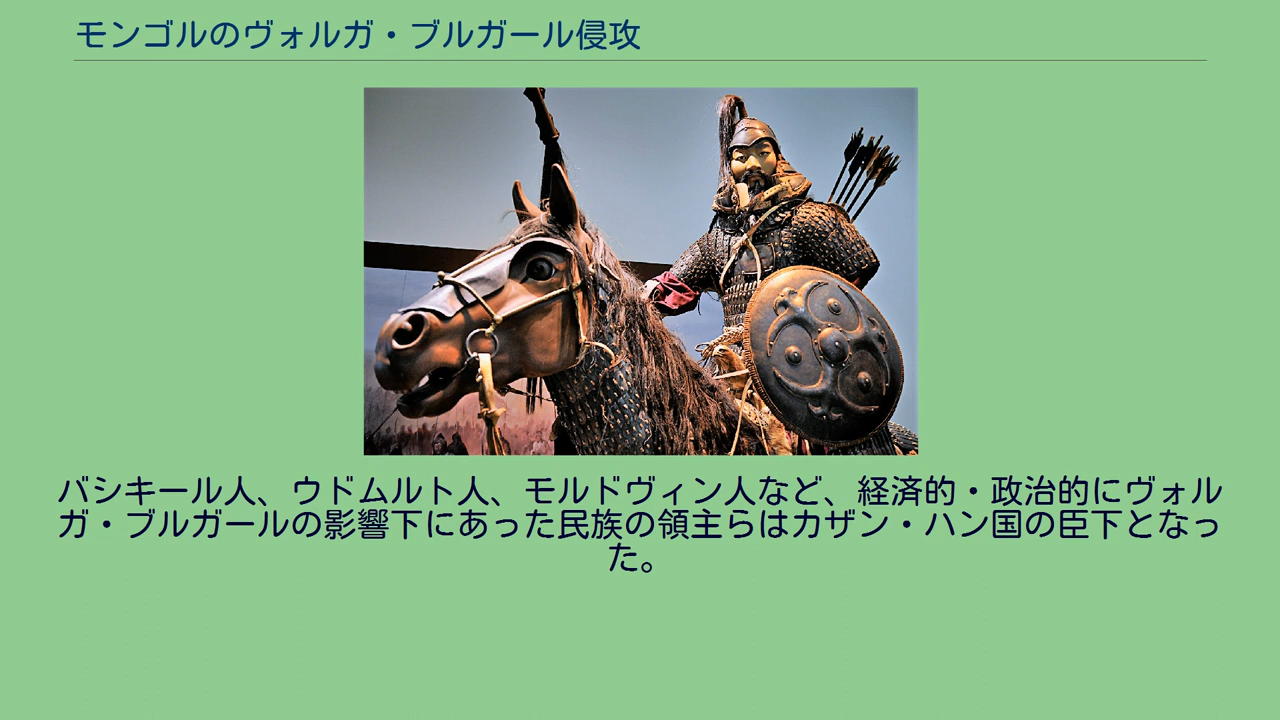 モンゴルのヴォルガ・ブルガール侵攻
バシキール人、ウドムルト人、モルドヴィン人など、経済的・政治的にヴォル
ガ・ブルガールの影響下にあった民族の領主らはカザン・ハン国の臣下となっ
た。